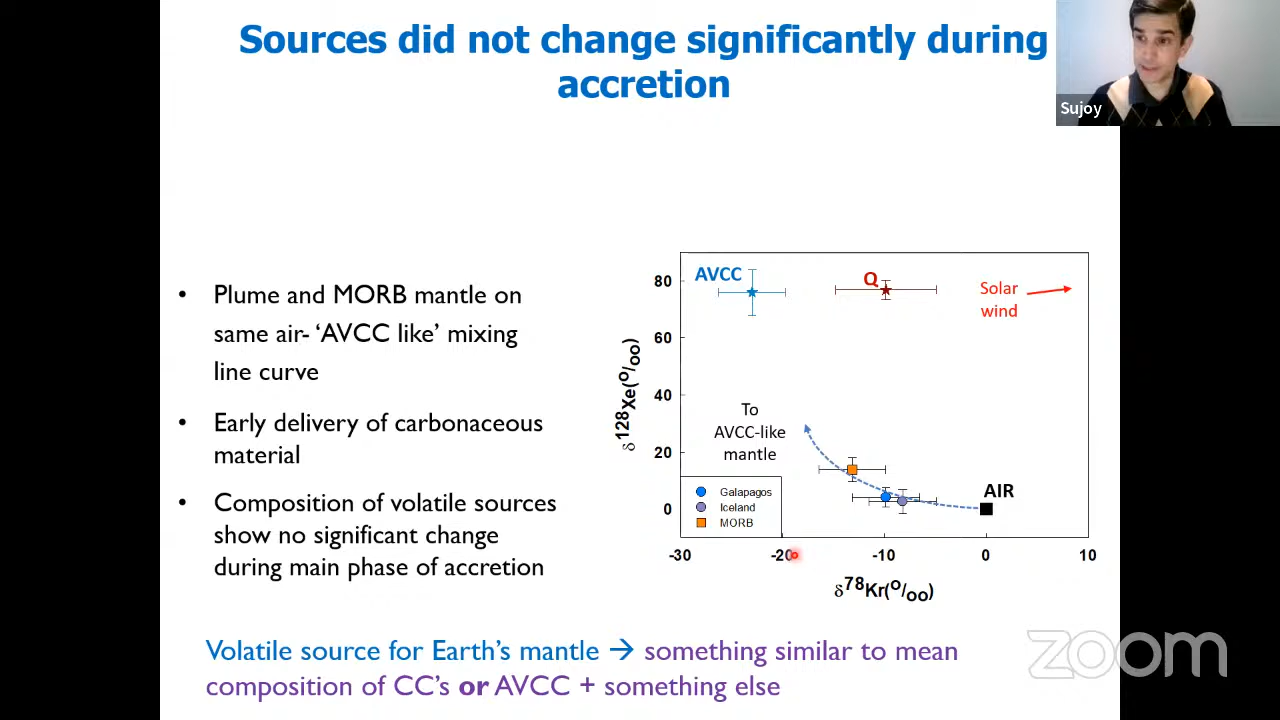 Sources did not change significantly during
accretion
Sujoy
• Plume and MORB mantle on
same air- ‘AVCC like’ mixing
line curve
• Early delivery of carbonaceous
material
• Composition of volatile sources
show no significant change
during main phase of accretion
AVCC
Q
Solar
wind
To
AVCC-like
mantle
AIR
Galapagos
Iceland
MORB
80
60
40
20
0
δ128Xe(o/oo)
-30 -20 -10 0 10
δ78Kr(o/oo)
Volatile source for Earth’s mantle → something similar to mean
composition of CC’s or AVCC + something else
zoom